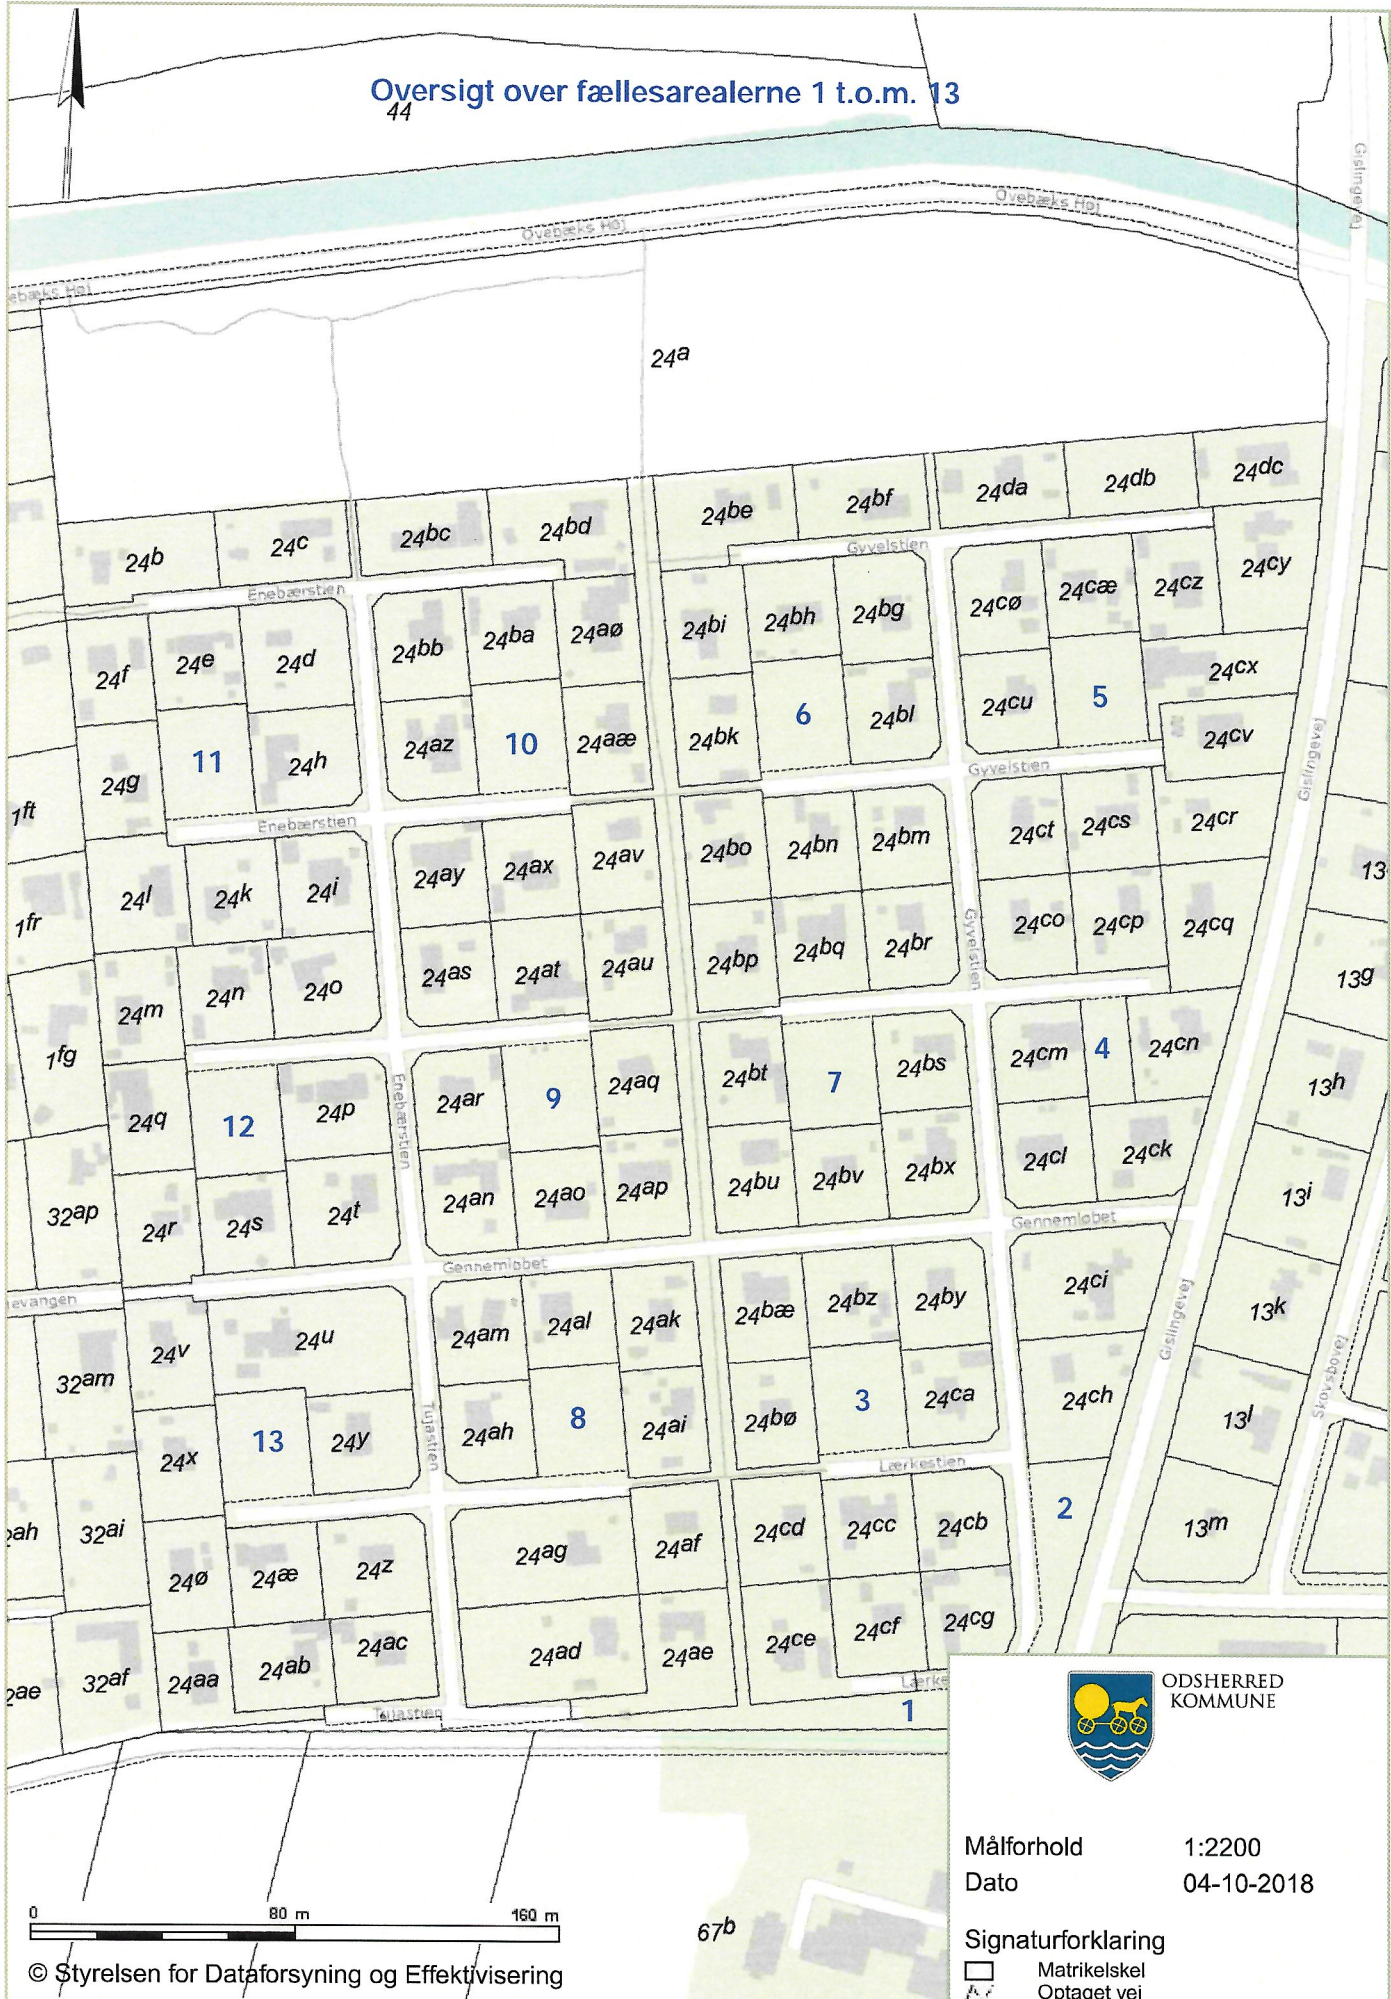 Oversigt over fællesarealerne 1 t.o.m. 13
44
Gislingevej
Ovebæks Høj
Ovebæks Høj
ebæks Høj
24a
24dc
24db
24da
24bf
24be
24bd
24bc
24c
24b
Gyvelstien
Enebærstien
24cy
24cz
24cæ
24cø
24bg
24bh
24bi
24aø
24ba
24bb
24d
24e
24f
24cx
24cv
5
24cu
24bl
6
24bk
24aæ
10
24az
24h
11
24g
1ft
Gyvelstien
Gislingevej
Enebærstien
24cr
24cs
24ct
24bm
24bn
24bo
24av
24ax
24ay
24i
24k
24l
1fr
13
24cq
24cp
24co
Gyvelstien
24br
24bq
24bp
24au
24at
24as
24o
24n
24m
13g
1fg
24cn
4
24cm
24bs
7
24bt
24aq
9
24ar
Enebærstien
24p
12
24q
13h
24ck
24cl
24bx
24bv
24bu
24ap
24ao
24an
24t
24s
24r
32ap
13i
Gennemløbet
Gennemløbet
evangen
24ci
24by
24bz
24bæ
24ak
24al
24am
24u
24v
32am
13k
Gislingevej
Skovsbovej
24ch
24ca
3
24bø
24ai
8
24ah
Tujastien
24y
13
24x
13l
Lærkestien
2
24cb
24cc
24cd
24af
24ag
24z
24æ
24ø
32ai
ah
13m
24cg
24cf
24ce
24ae
24ad
24ac
24ab
24aa
32af
2ae
Lærke
1
Tujastien
ODSHERRED
KOMMUNE
Målforhold 1:2200
Dato 04-10-2018
Signaturforklaring
Matrikelskel
Optaget vej
67b
0 80 m 160 m
© Styrelsen for Dataforsyning og Effektivisering